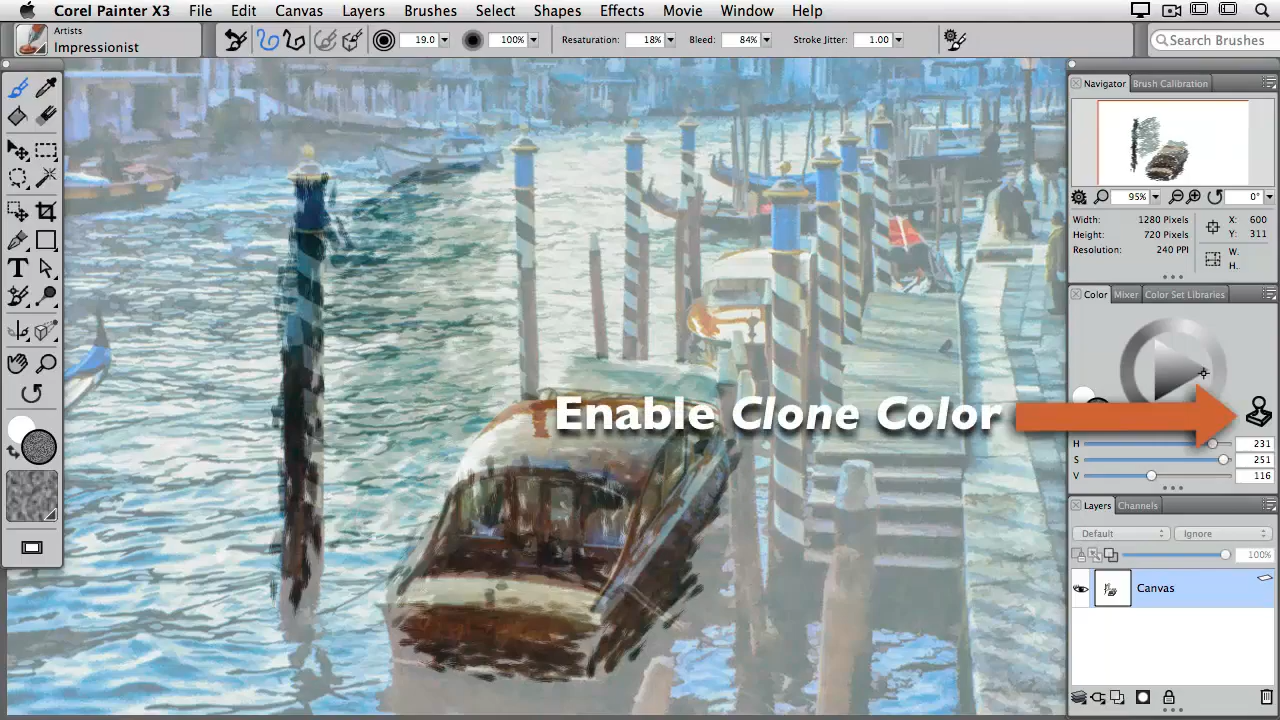 Corel Painter X3 File Edit Canvas Layers Brushes Select Shapes Effects Movie Window Help
Artists
Impressionist
19.0
100%
Resaturation: 18%
Bleed: 84%
Stroke Jitter: 1.00
Search Brushes
Navigator Brush Calibration
95%
0°
Width: 1280 Pixels
Height: 720 Pixels
Resolution: 240 PPI
X: 600
Y: 311
W.
H.
Color Mixer Color Set Libraries
Enable Clone Color
H 231
S 251
V 116
Layers Channels
Default Ignore
100%
Canvas
T